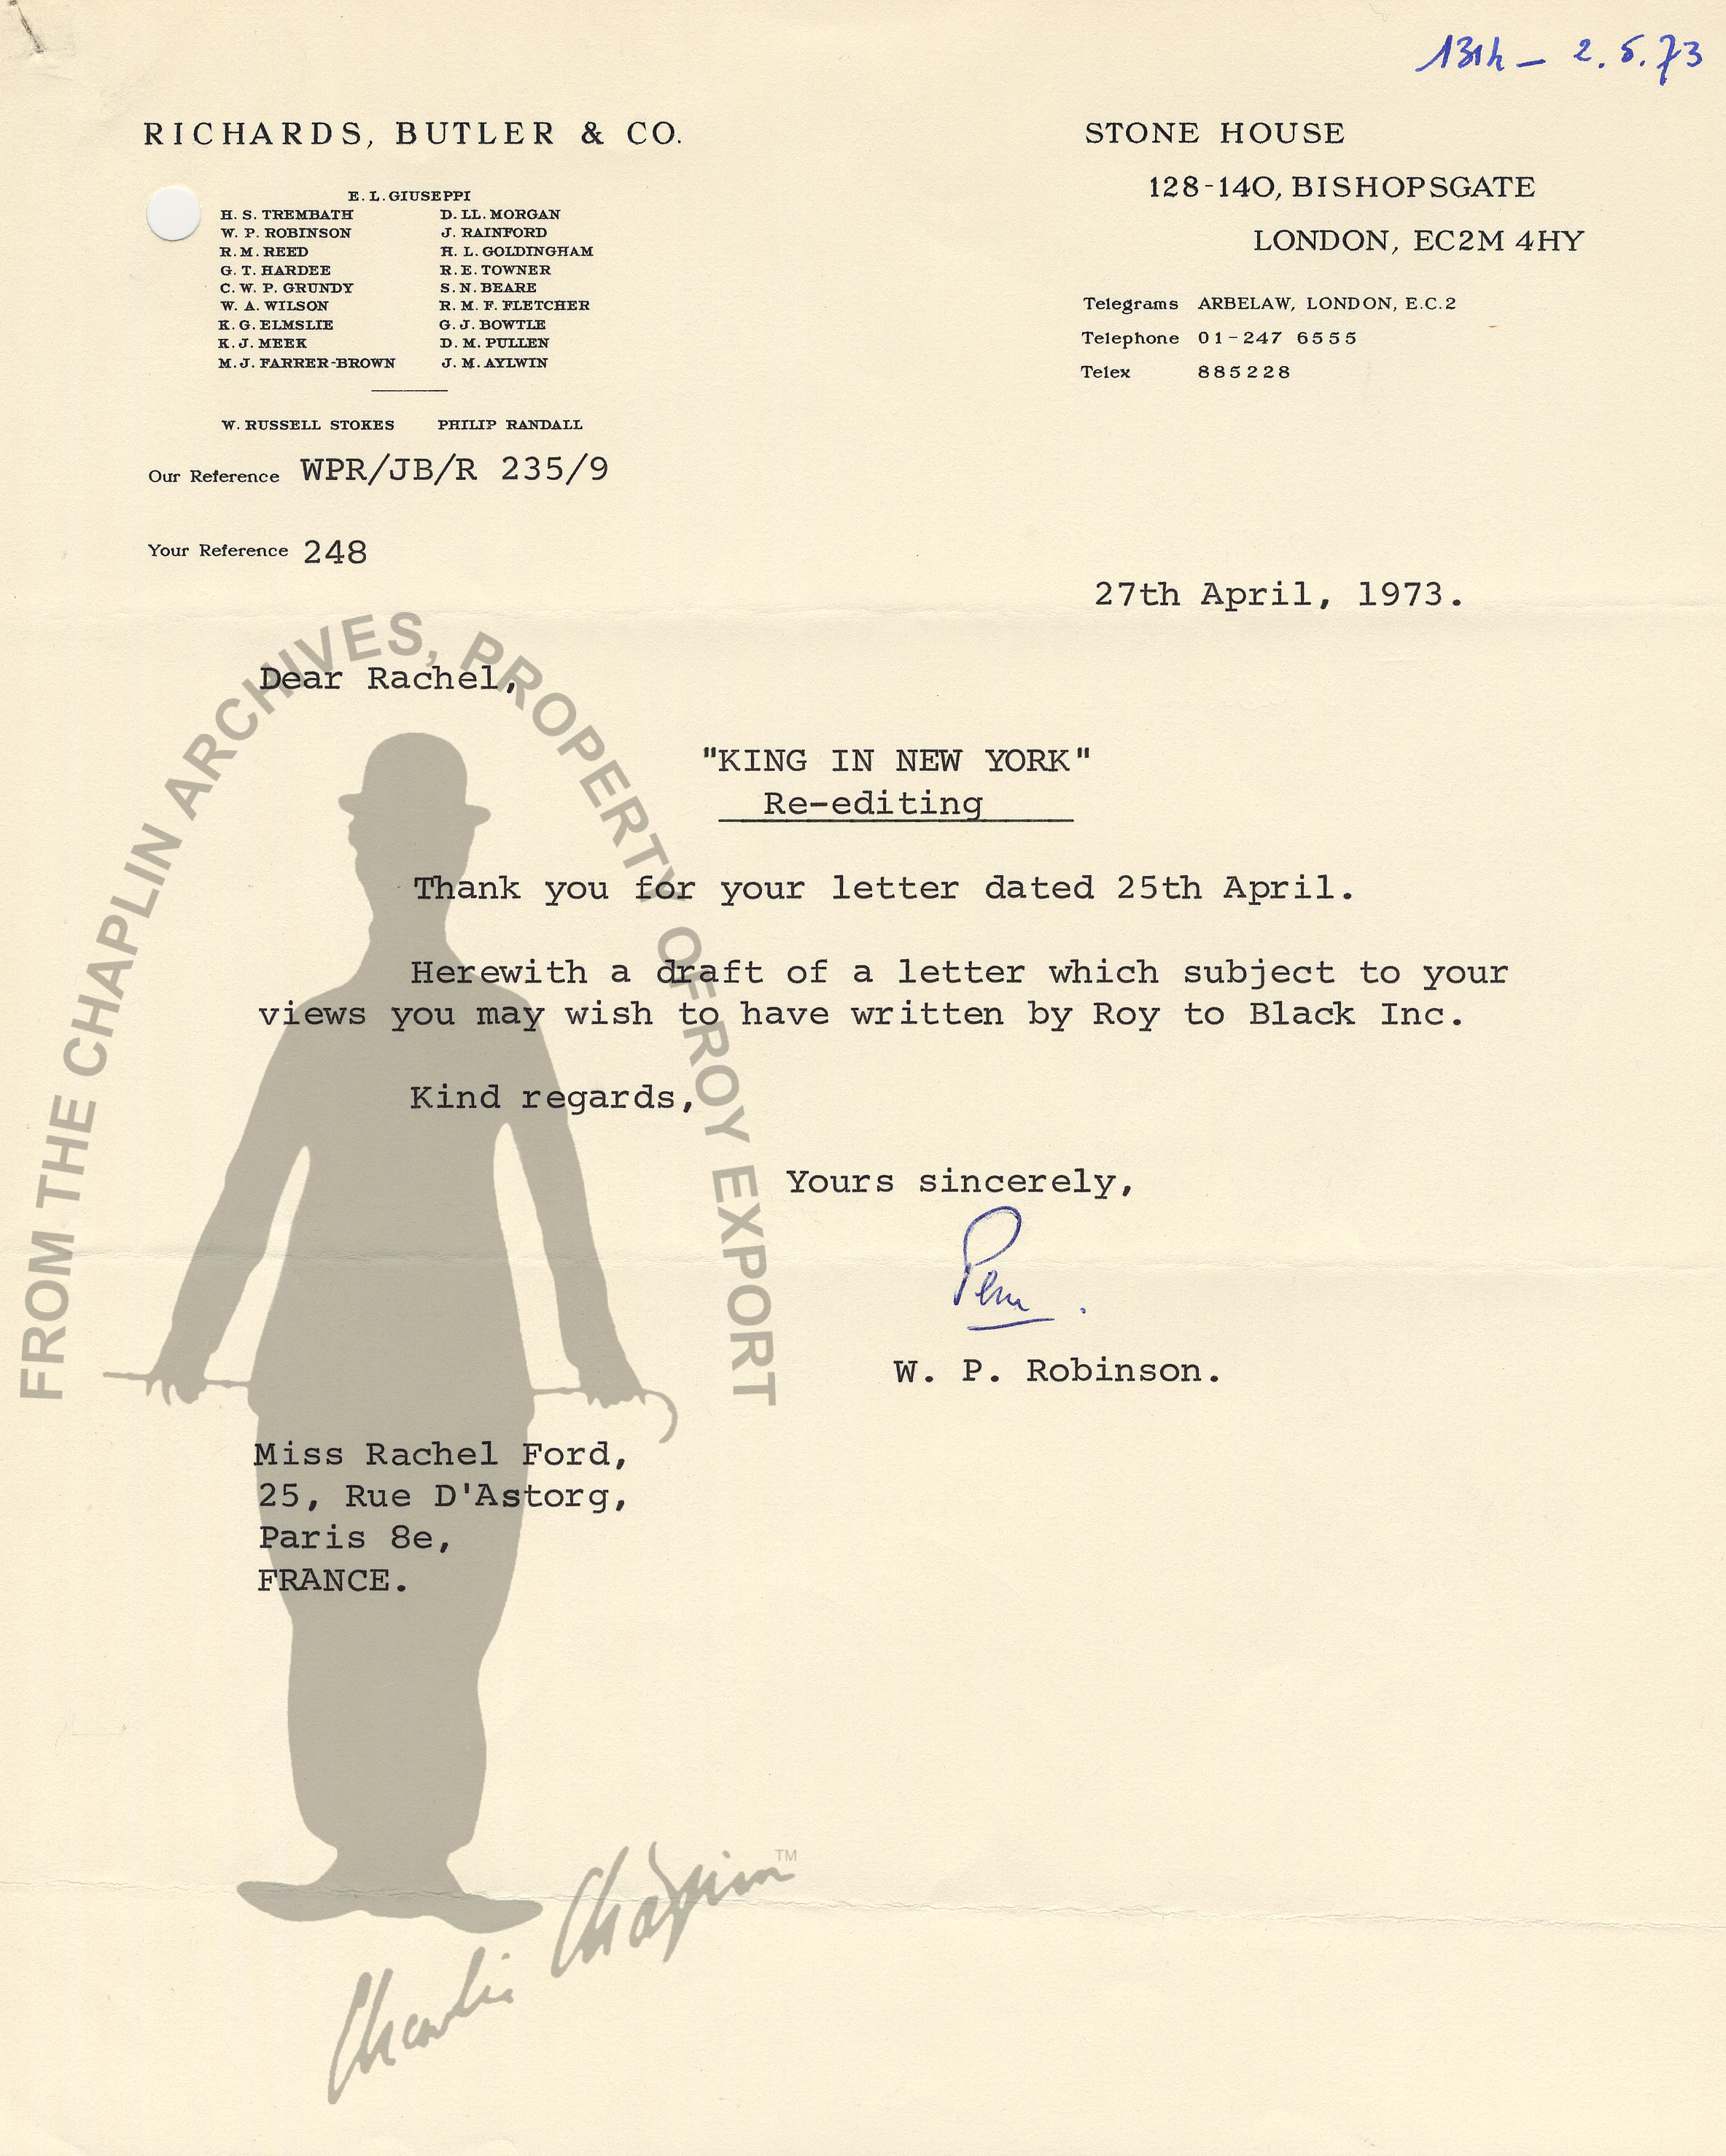 13th — 2.5.73
RICHARDS, BUTLER & CO.
E. L. GIUSEPPI
H. S. TREMBATH D. LL. MORGAN
W. P. ROBINSON J. RAINFORD
R. M. REED H. L. GOLDINGHAM
G. T. HARDEE R. E. TOWNER
C. W. P. GRUNDY S. N. BEARE
W. A. WILSON R. M. F. FLETCHER
K. G. ELMSLIE G. J. BOWTLE
K. J. MEEK D. M. PULLEN
M. J. FARRER-BROWN J. M. AYLWIN
W. RUSSELL STOKES PHILIP RANDALL
STONE HOUSE
128-140, BISHOPSGATE
LONDON, EC2M 4HY
Telegrams ARBELAW, LONDON, E.C.2
Telephone 01-247 6555
Telex 885228
Our Reference WPR/JB/R 235/9
Your Reference 248
27th April, 1973.
Dear Rachel,
"KING IN NEW YORK"
Re-editing
Thank you for your letter dated 25th April.
Herewith a draft of a letter which subject to your
views you may wish to have written by Roy to Black Inc.
Kind regards,
Yours sincerely,
W. P. Robinson.
Miss Rachel Ford,
25, Rue D'Astorg,
Paris 8e,
FRANCE.
FROM THE CHAPLIN ARCHIVES, PROPERTY OF ROY EXPORT
Charlie Chaplin TM